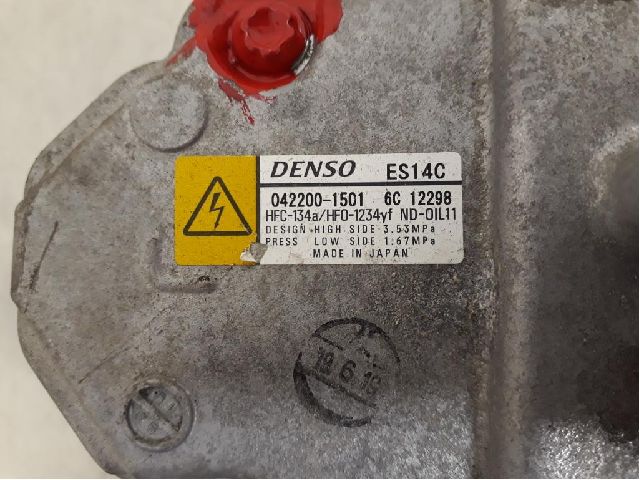 DENSO ES14C
042200-1501 6C 12298
HFC-134a/HFO-1234yf ND-OIL11
DESIGN HIGH SIDE 3.53MPa
PRESS LOW SIDE 1.67MPa
MADE IN JAPAN